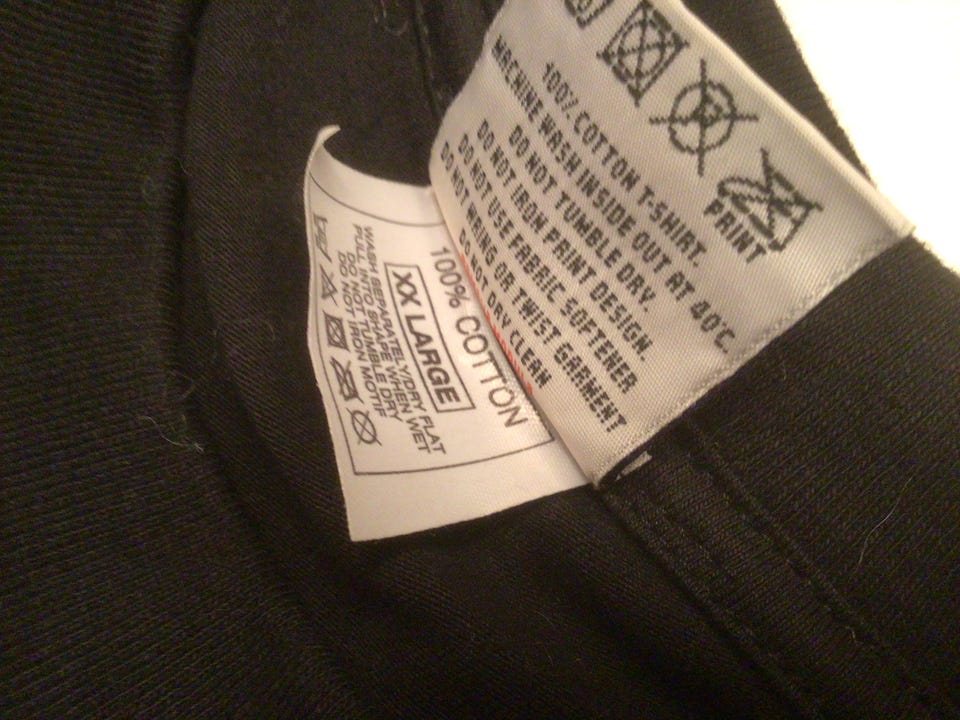 PRINT
100% COTTON T-SHIRT.
MACHINE WASH INSIDE OUT AT 40°C.
DO NOT TUMBLE DRY.
DO NOT IRON PRINT DESIGN.
DO NOT USE FABRIC SOFTENER
DO NOT WRING OR TWIST GARMENT
DO NOT DRY CLEAN
100% COTTON
XX LARGE
WASH SEPARATELY/DRY FLAT
PULL INTO SHAPE WHEN WET
DO NOT TUMBLE DRY
DO NOT IRON MOTIF